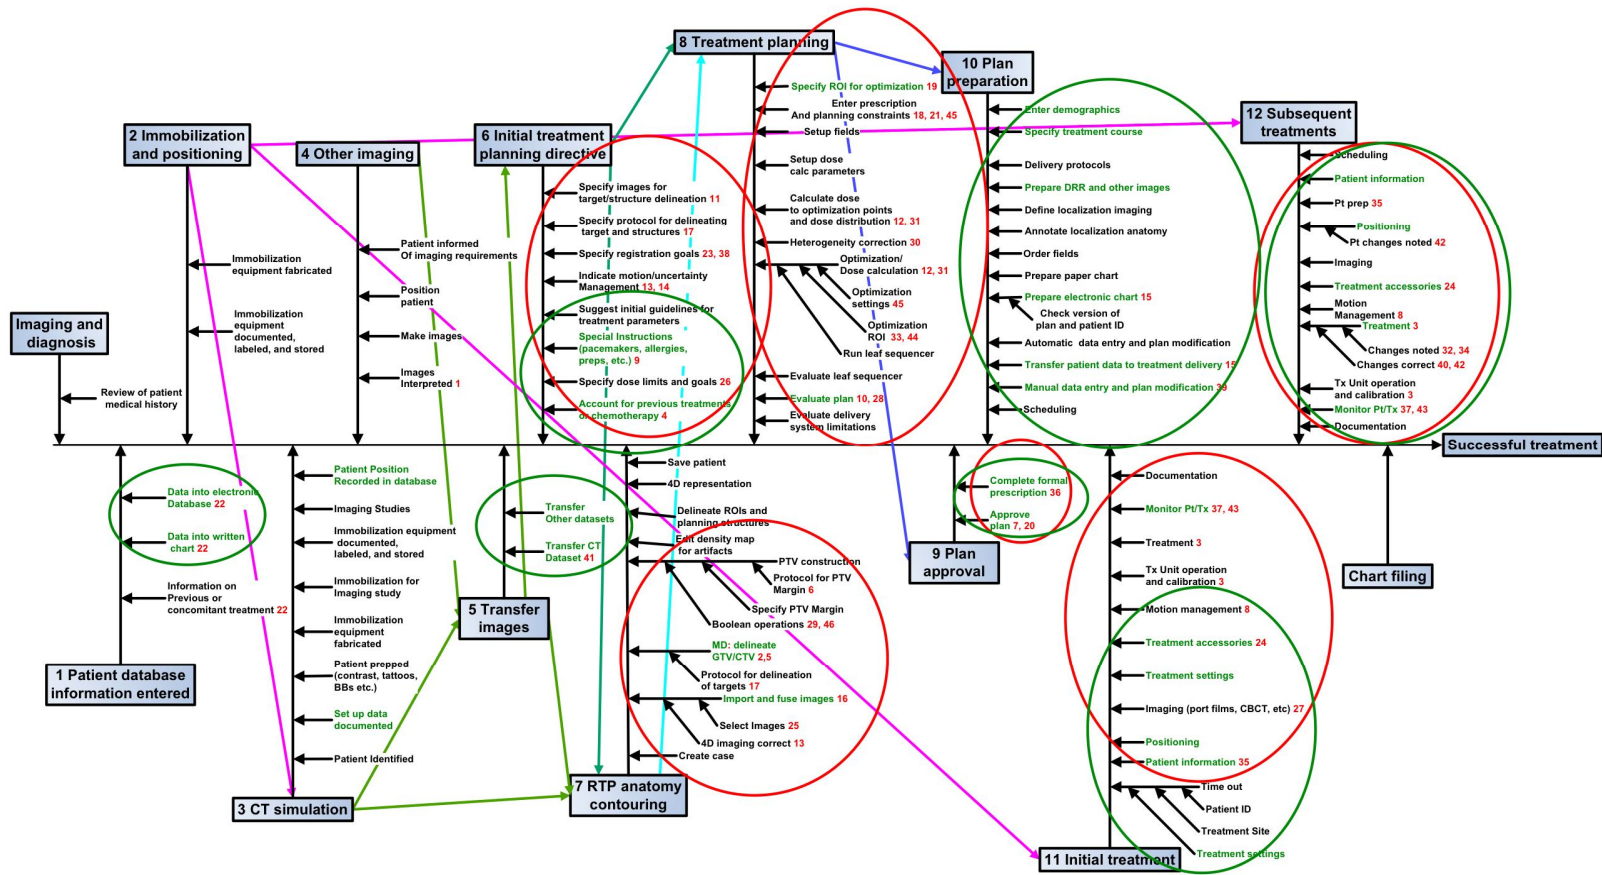 8 Treatment planning
Specify ROI for optimization 19
Enter prescription
And planning constraints 18, 21, 45
Setup fields
Setup dose
calc parameters
Calculate dose
to optimization points
and dose distribution 12, 31
Heterogeneity correction 30
Optimization/
Dose calculation 12, 31
Optimization
settings 45
Optimization
ROI 33, 44
Run leaf sequencer
Evaluate leaf sequencer
Evaluate plan 10, 28
Evaluate delivery
system limitations
10 Plan
preparation
Enter demographics
Specify treatment course
Delivery protocols
Prepare DRR and other images
Define localization imaging
Annotate localization anatomy
Order fields
Prepare paper chart
Prepare electronic chart 15
Check version of
plan and patient ID
Automatic data entry and plan modification
Transfer patient data to treatment delivery 15
Manual data entry and plan modification 39
Scheduling
12 Subsequent
treatments
Scheduling
Patient information
Pt prep 35
Positioning
Pt changes noted 42
Imaging
Treatment accessories 24
Motion
Management 8
Treatment 3
Changes noted 32, 34
Changes correct 40, 42
Tx Unit operation
and calibration 3
Monitor Pt/Tx 37, 43
Documentation
2 Immobilization
and positioning
Immobilization
equipment fabricated
Immobilization
equipment
documented,
labeled, and stored
4 Other imaging
Patient informed
Of imaging requirements
Position
patient
Make images
Images
Interpreted 1
6 Initial treatment
planning directive
Specify images for
target/structure delineation 11
Specify protocol for delineating
target and structures 17
Specify registration goals 23, 38
Indicate motion/uncertainty
Management 13, 14
Suggest initial guidelines for
treatment parameters
Special Instructions
(pacemakers, allergies,
preps, etc.) 9
Specify dose limits and goals 26
Account for previous treatments
or chemotherapy 4
Imaging and
diagnosis
Review of patient
medical history
Successful treatment
Data into electronic
Database 22
Data into written
chart 22
Information on
Previous or
concomitant treatment 22
1 Patient database
information entered
Patient Position
Recorded in database
Imaging Studies
Immobilization equipment
documented,
labeled, and stored
Immobilization for
Imaging study
Immobilization
equipment
fabricated
Patient prepped
(contrast, tattoos,
BBs etc.)
Set up data
documented
Patient Identified
3 CT simulation
Transfer
Other datasets
Transfer CT
Dataset 41
5 Transfer
images
Save patient
4D representation
Delineate ROIs and
planning structures
Edit density map
for artifacts
PTV construction
Protocol for PTV
Margin 6
Specify PTV Margin
Boolean operations 29, 46
MD: delineate
GTV/CTV 2,5
Protocol for delineation
of targets 17
Import and fuse images 16
Select Images 25
4D imaging correct 13
Create case
7 RTP anatomy
contouring
Complete formal
prescription 36
Approve
plan 7, 20
9 Plan
approval
Documentation
Monitor Pt/Tx 37, 43
Treatment 3
Tx Unit operation
and calibration 3
Motion management 8
Treatment accessories 24
Treatment settings
Imaging (port films, CBCT, etc) 27
Positioning
Patient information 35
Time out
Patient ID
Treatment Site
Treatment settings
11 Initial treatment
Chart filing